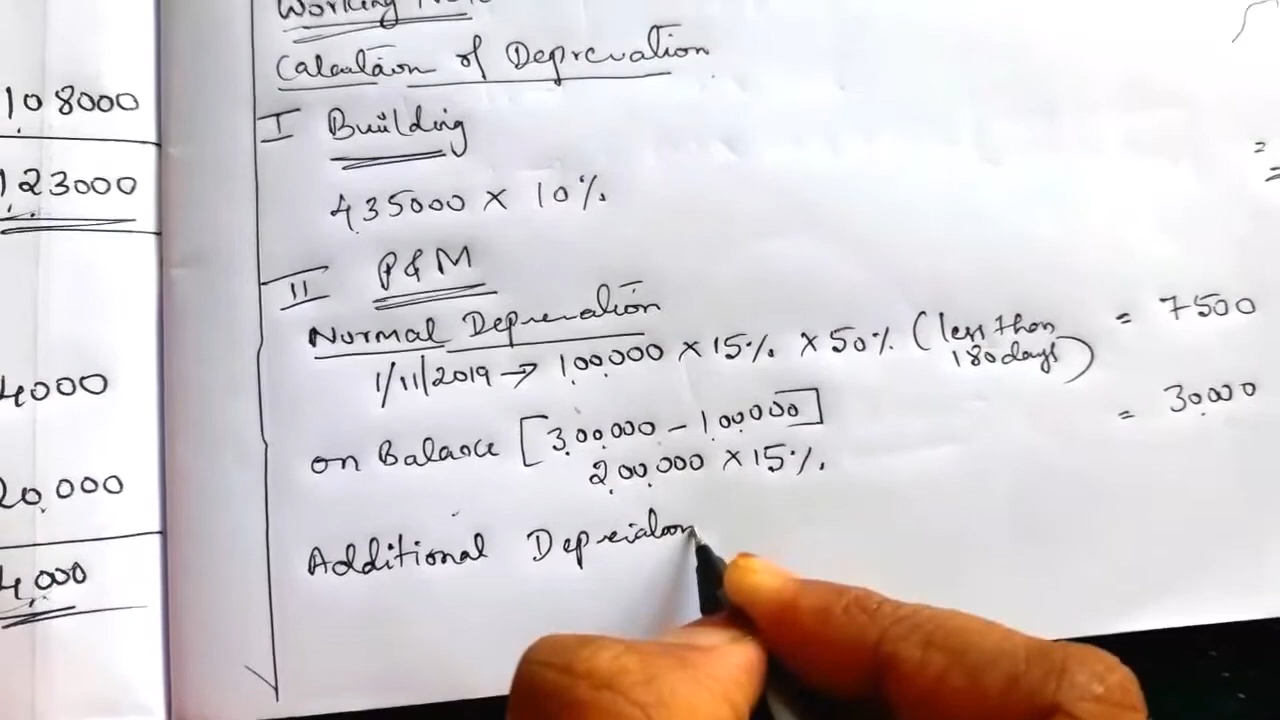 108000
123000
4000
20,000
4,000
Working
Calculation of Depreciation
I Building
435000 × 10%
II P & M
Normal Depreciation
1/11/2019 → 1,00,000 × 15% × 50% (less than 180 days) = 7500
on Balance [3,00,000 - 1,00,000] = 30,000
2,00,000 × 15%
Additional Depreciation